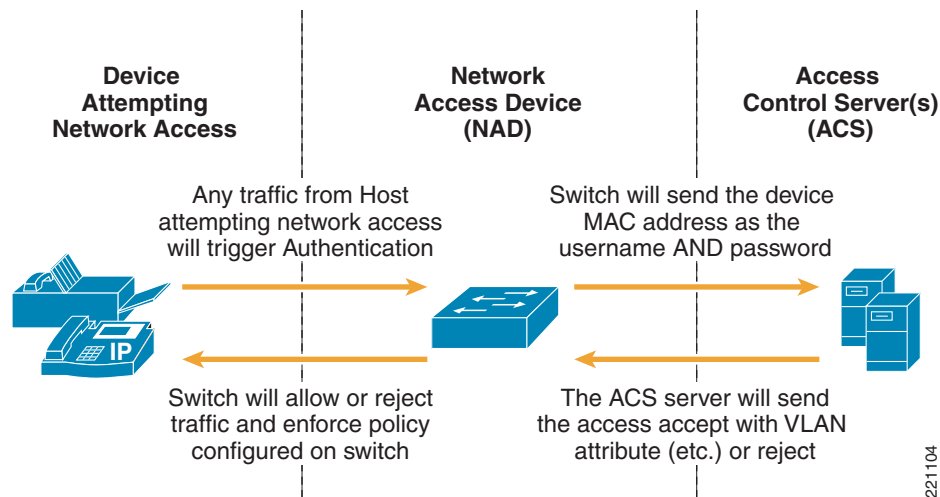 Device
Attempting
Network Access
Network
Access Device
(NAD)
Access
Control Server(s)
(ACS)
Any traffic from Host
attempting network access
will trigger Authentication
Switch will send the device
MAC address as the
username AND password
IP
Switch will allow or reject
traffic and enforce policy
configured on switch
The ACS server will send
the access accept with VLAN
attribute (etc.) or reject
221104